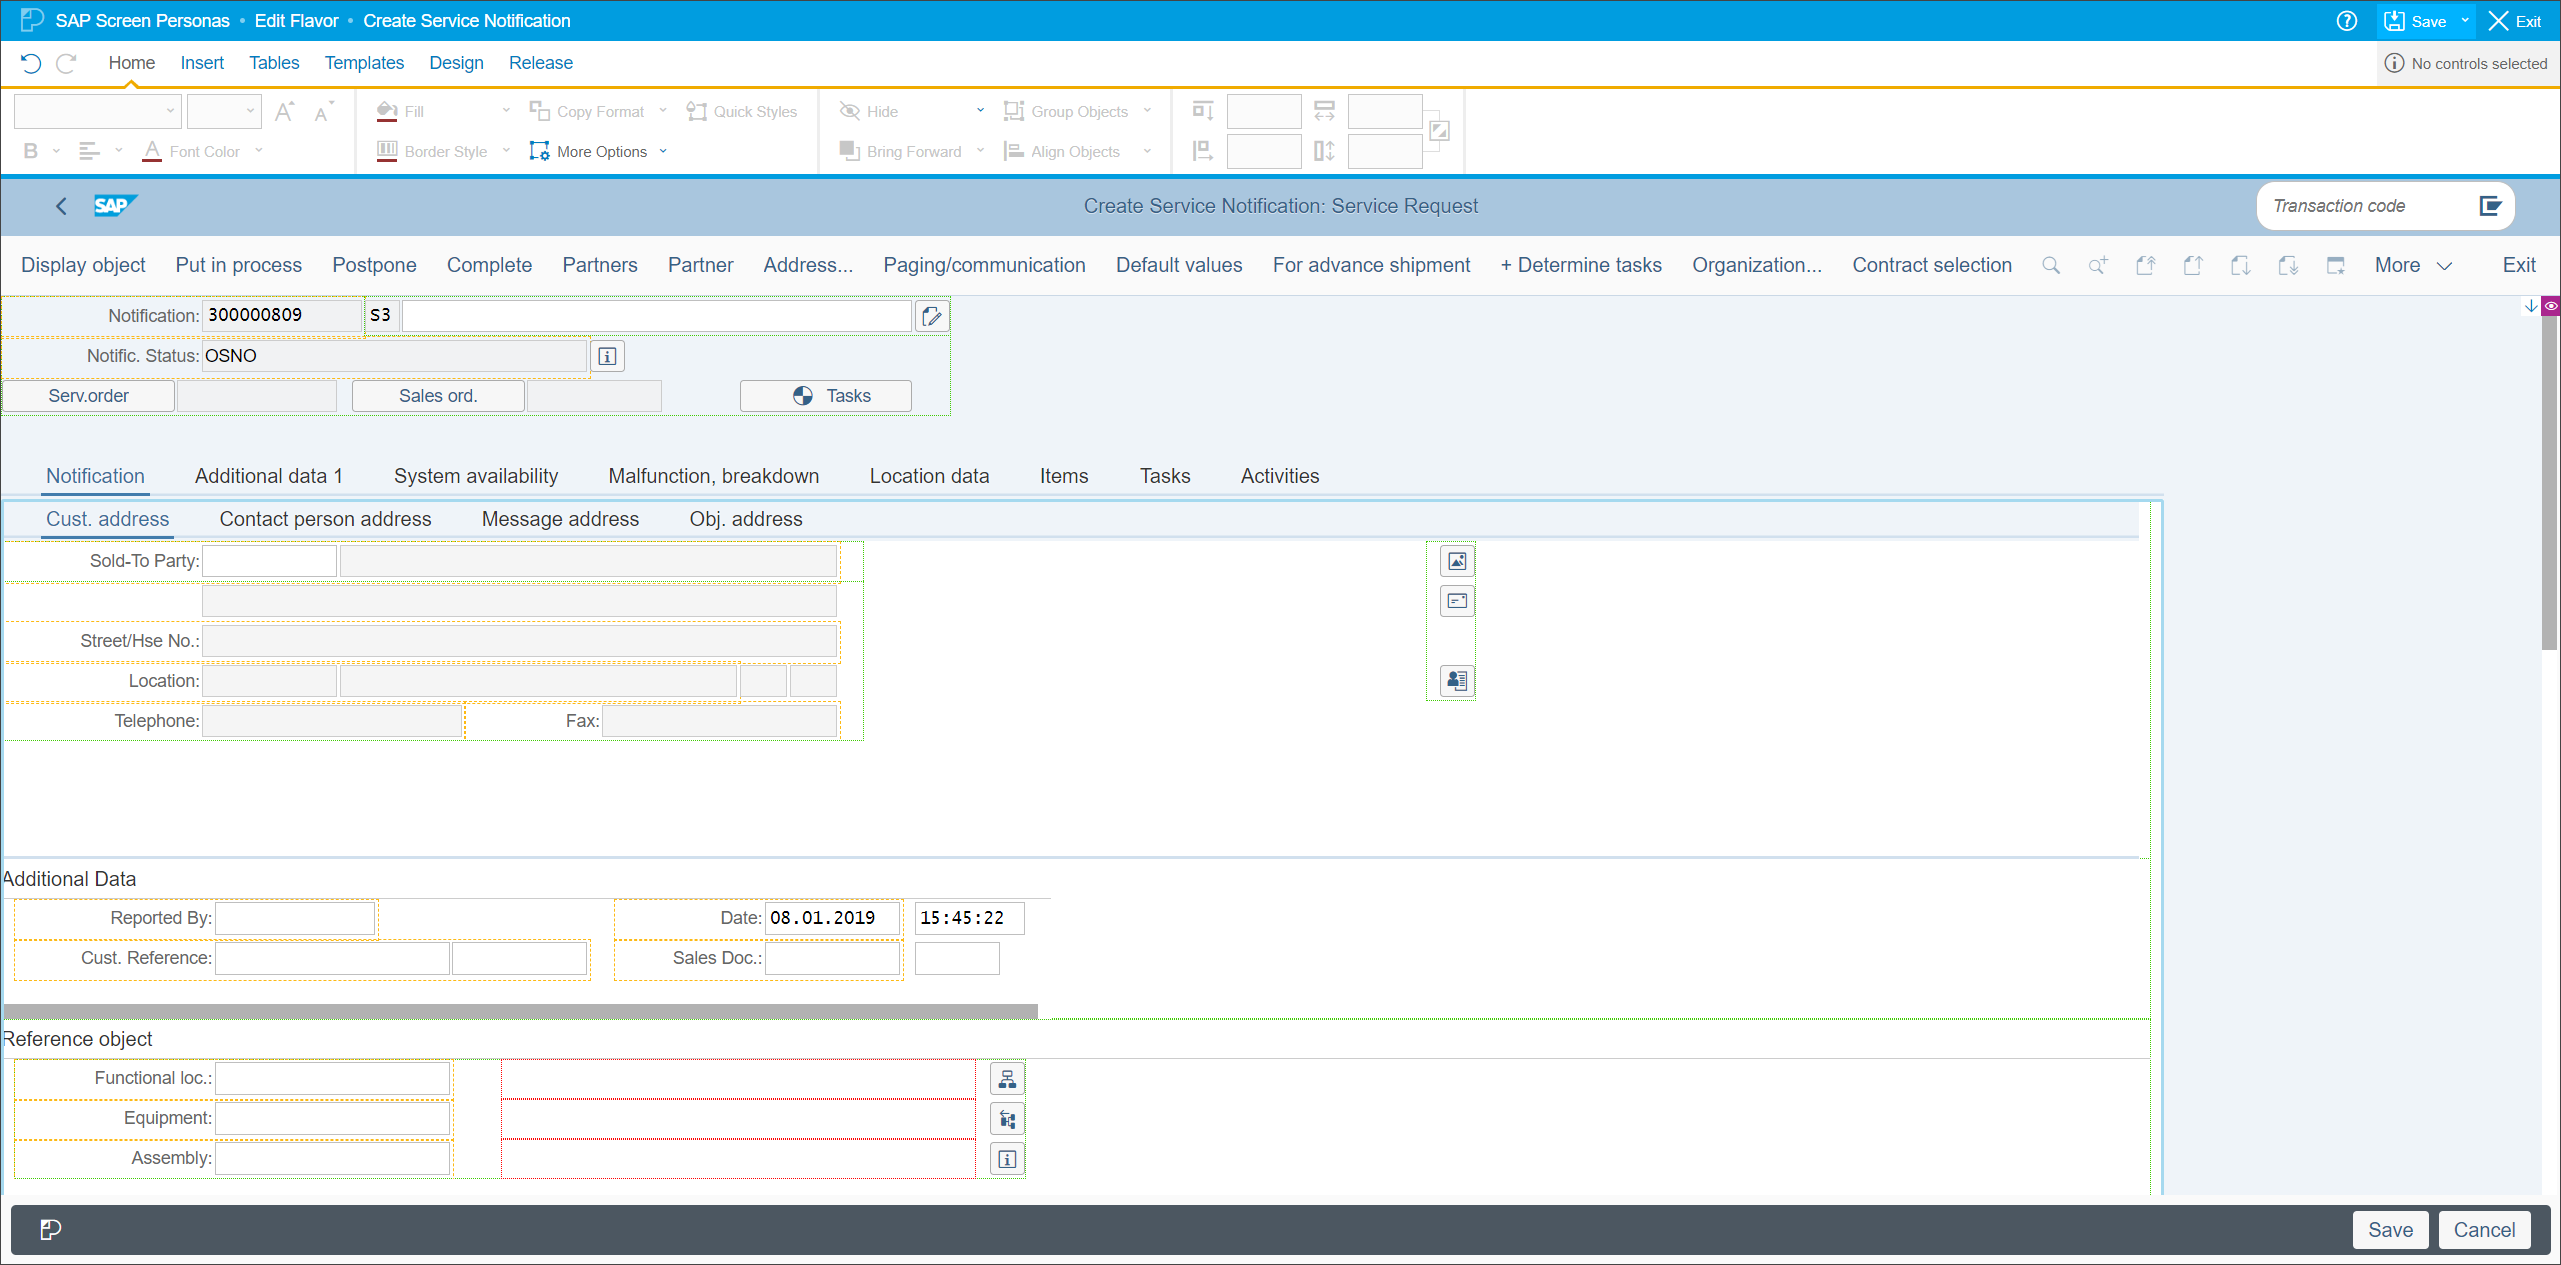 SAP Screen Personas • Edit Flavor • Create Service Notification
Save
Exit
Home Insert Tables Templates Design Release
No controls selected
Fill Copy Format Quick Styles Hide Group Objects
B A Font Color Border Style More Options Bring Forward Align Objects
SAP Create Service Notification: Service Request Transaction code
Display object Put in process Postpone Complete Partners Partner Address... Paging/communication Default values For advance shipment + Determine tasks Organization... Contract selection More Exit
Notification: 300000809 S3
Notific. Status: OSNO
Serv.order Sales ord. Tasks
Notification Additional data 1 System availability Malfunction, breakdown Location data Items Tasks Activities
Cust. address Contact person address Message address Obj. address
Sold-To Party:
Street/Hse No.:
Location:
Telephone: Fax:
Additional Data
Reported By: Date: 08.01.2019 15:45:22
Cust. Reference: Sales Doc.:
Reference object
Functional loc.:
Equipment:
Assembly:
Save Cancel